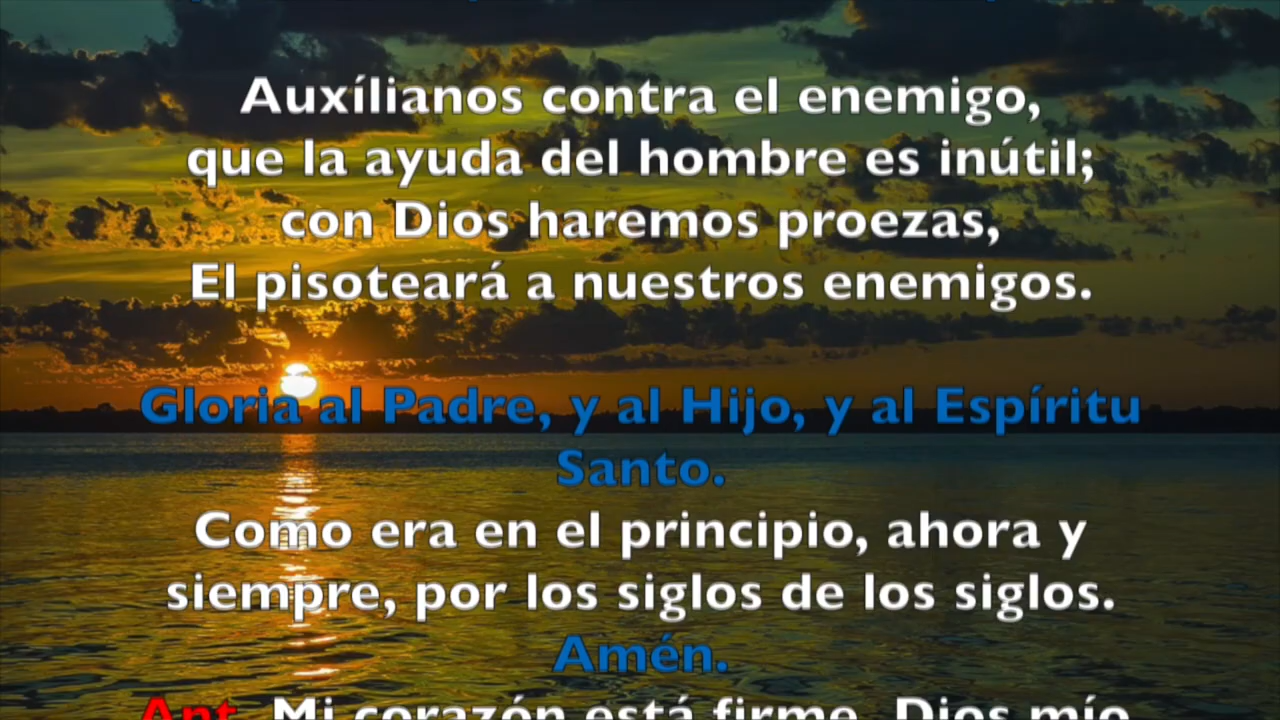 Auxílianos contra el enemigo,
que la ayuda del hombre es inútil;
con Dios haremos proezas,
El pisoteará a nuestros enemigos.
Gloria al Padre, y al Hijo, y al Espíritu
Santo.
Como era en el principio, ahora y
siempre, por los siglos de los siglos.
Amén.
Ant. Mi corazón está firme, Dios mío